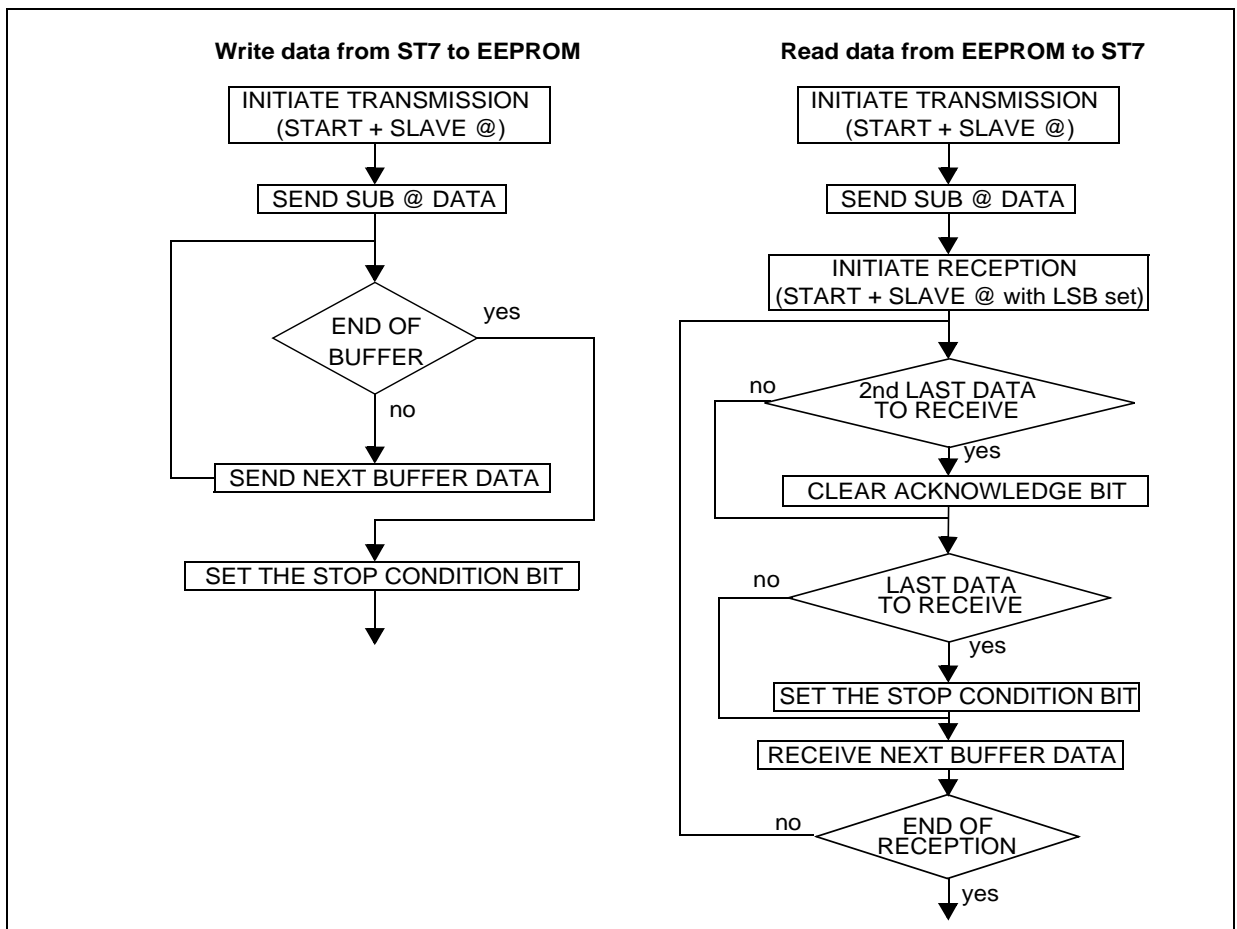 Write data from ST7 to EEPROM
INITIATE TRANSMISSION
(START + SLAVE @)
SEND SUB @ DATA
END OF
BUFFER
yes
no
SEND NEXT BUFFER DATA
SET THE STOP CONDITION BIT
Read data from EEPROM to ST7
INITIATE TRANSMISSION
(START + SLAVE @)
SEND SUB @ DATA
INITIATE RECEPTION
(START + SLAVE @ with LSB set)
no
2nd LAST DATA
TO RECEIVE
yes
CLEAR ACKNOWLEDGE BIT
no
LAST DATA
TO RECEIVE
yes
SET THE STOP CONDITION BIT
RECEIVE NEXT BUFFER DATA
no
END OF
RECEPTION
yes